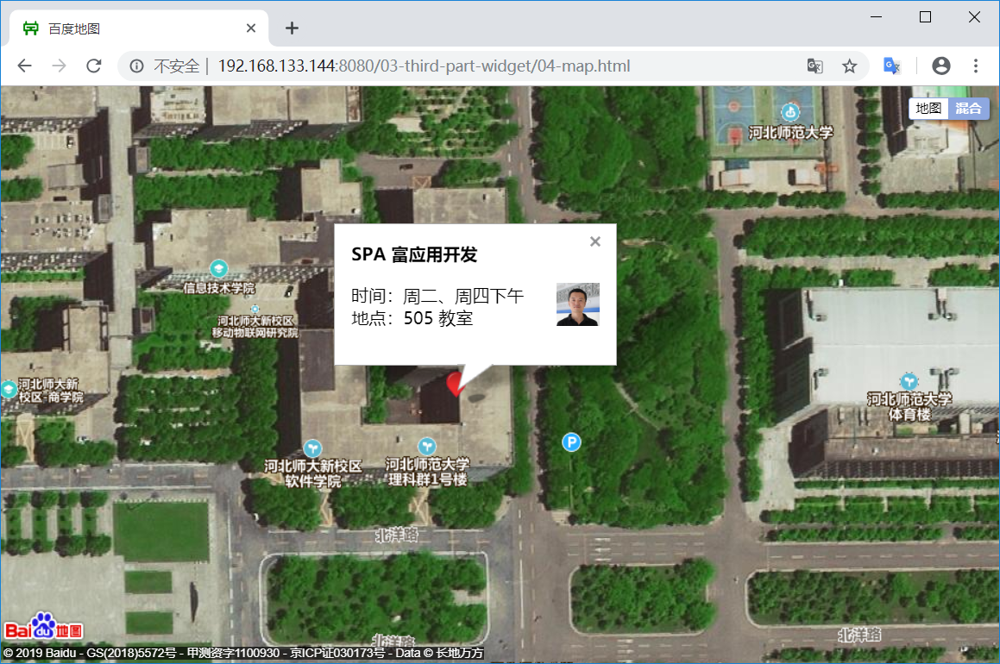 百度地图
不安全 | 192.168.133.144:8080/03-third-part-widget/04-map.html
地图 混合
河北师范大学
SPA 富应用开发
时间：周二、周四下午
地点：505 教室
信息技术学院
河北师大新校区
移动物联网研究院
河北师大新
校区-商学院
河北师范大学
体育楼
P
河北师大新校区
软件学院
河北师范大学
理科群1号楼
北洋路
北洋路
北洋路
Bai du 地图
© 2019 Baidu - GS(2018)5572号 - 甲测资字1100930 - 京ICP证030173号 - Data © 长地万方